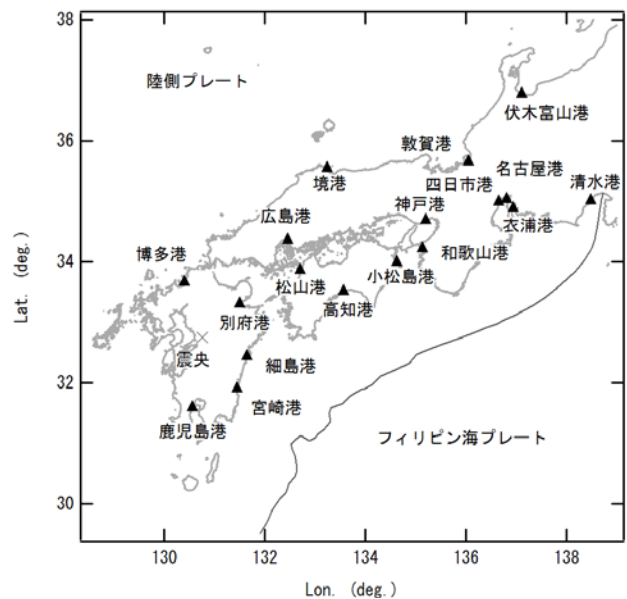 38
36
34
32
30
Lat. (deg.)
陸側プレート
伏木富山港
敦賀港
名古屋港
境港
四日市港
清水港
広島港
神戸港
衣浦港
博多港
和歌山港
松山港
小松島港
高知港
別府港
震央
細島港
宮崎港
鹿児島港
フィリピン海プレート
130
132
134
136
138
Lon. (deg.)